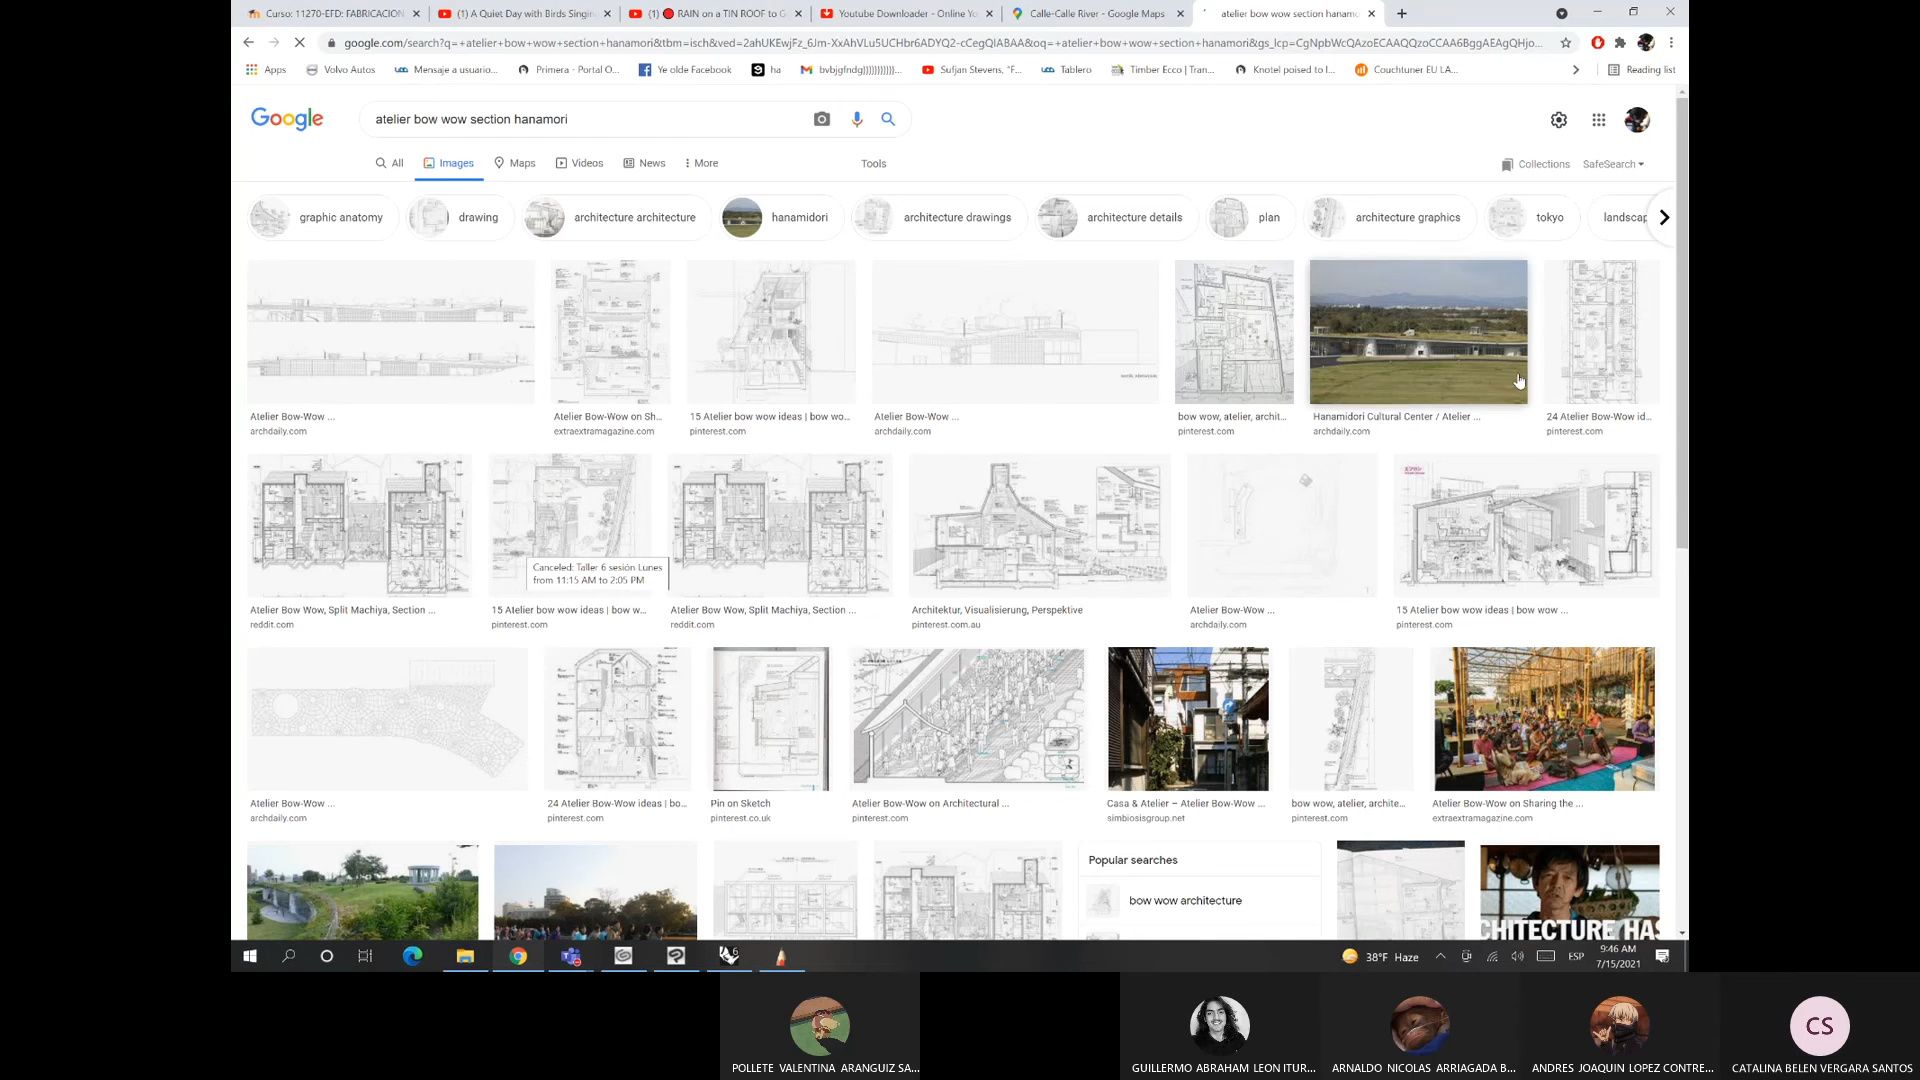 Curso: 11270-EFD: FABRICACION
(1) A Quiet Day with Birds Singin
(1) 🔴 RAIN on a TIN ROOF to G
Youtube Downloader - Online Yo
Calle-Calle River - Google Maps
atelier bow wow section hanamo
google.com/search?q=+atelier+bow+wow+section+hanamori&tbm=isch&ved=2ahUKEwjFz_6Jm-XxAhVLu5UCHbr6ADYQ2-cCegQIABAA&oq=+atelier+bow+wow+section+hanamori&gs_lcp=CgNpbWcQAzoECAAQQzoCCAA6BggAEAgQHjo...
Apps
Volvo Autos
Mensaje a usuario...
Primera - Portal O...
Ye olde Facebook
ha
bvbjgfndg))))))))))...
Sufjan Stevens, "F...
Tablero
Timber Ecco | Tran...
Knotel poised to l...
Couchtuner EU LA...
Reading list
Google
atelier bow wow section hanamori
All
Images
Maps
Videos
News
More
Tools
Collections
SafeSearch
graphic anatomy
drawing
architecture architecture
hanamidori
architecture drawings
architecture details
plan
architecture graphics
tokyo
landscap
Atelier Bow-Wow ...
archdaily.com
Atelier Bow-Wow on Sh...
extraextramagazine.com
15 Atelier bow wow ideas | bow wo...
pinterest.com
Atelier Bow-Wow ...
archdaily.com
bow wow, atelier, archit...
pinterest.com
Hanamidori Cultural Center / Atelier ...
archdaily.com
24 Atelier Bow-Wow id...
pinterest.com
Canceled: Taller 6 sesión Lunes
from 11:15 AM to 2:05 PM
Atelier Bow Wow, Split Machiya, Section ...
reddit.com
15 Atelier bow wow ideas | bow w...
pinterest.com
Atelier Bow Wow, Split Machiya, Section ...
reddit.com
Architektur, Visualisierung, Perspektive
pinterest.com.au
Atelier Bow-Wow ...
archdaily.com
15 Atelier bow wow ideas | bow wow ...
pinterest.com
Atelier Bow-Wow ...
archdaily.com
24 Atelier Bow-Wow ideas | bo...
pinterest.com
Pin on Sketch
pinterest.co.uk
Atelier Bow-Wow on Architectural ...
pinterest.com
Casa & Atelier – Atelier Bow-Wow ...
simbiosisgroup.net
bow wow, atelier, archite...
pinterest.com
Atelier Bow-Wow on Sharing the ...
extraextramagazine.com
Popular searches
bow wow architecture
CHITECTURE HAS
38°F Haze
ESP
9:46 AM
7/15/2021
POLLETE VALENTINA ARANGUIZ SA...
GUILLERMO ABRAHAM LEON ITUR...
ARNALDO NICOLAS ARRIAGADA B...
ANDRES JOAQUIN LOPEZ CONTRE...
CS
CATALINA BELEN VERGARA SANTOS